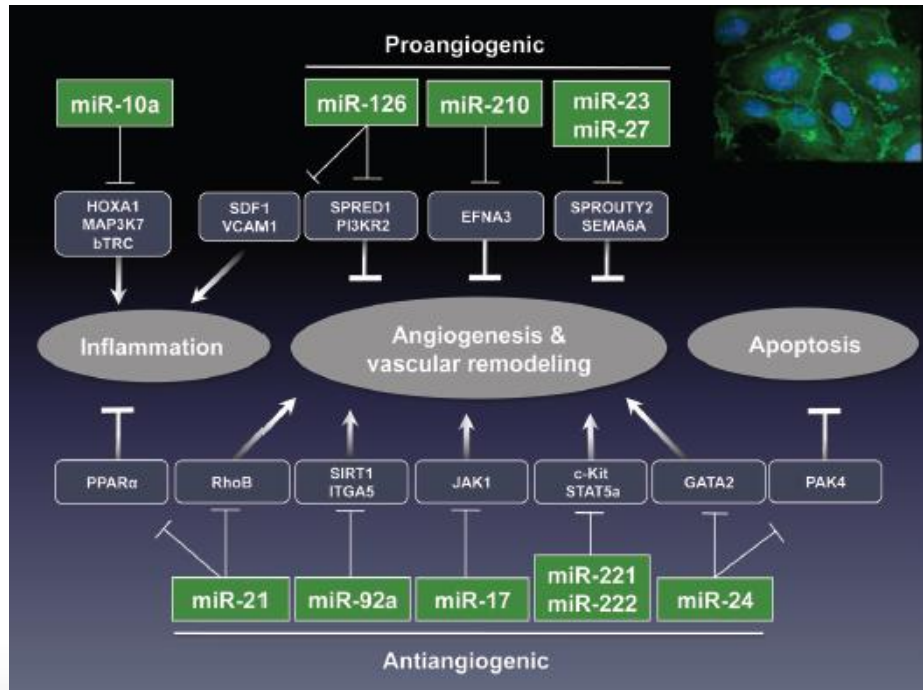 Proangiogenic
miR-10a
miR-126
miR-210
miR-23
miR-27
HOXA1
MAP3K7
bTRC
SDF1
VCAM1
SPRED1
PI3KR2
EFNA3
SPROUTY2
SEMA6A
Inflammation
Angiogenesis &
vascular remodeling
Apoptosis
PPARα
RhoB
SIRT1
ITGA5
JAK1
c-Kit
STAT5a
GATA2
PAK4
miR-21
miR-92a
miR-17
miR-221
miR-222
miR-24
Antiangiogenic